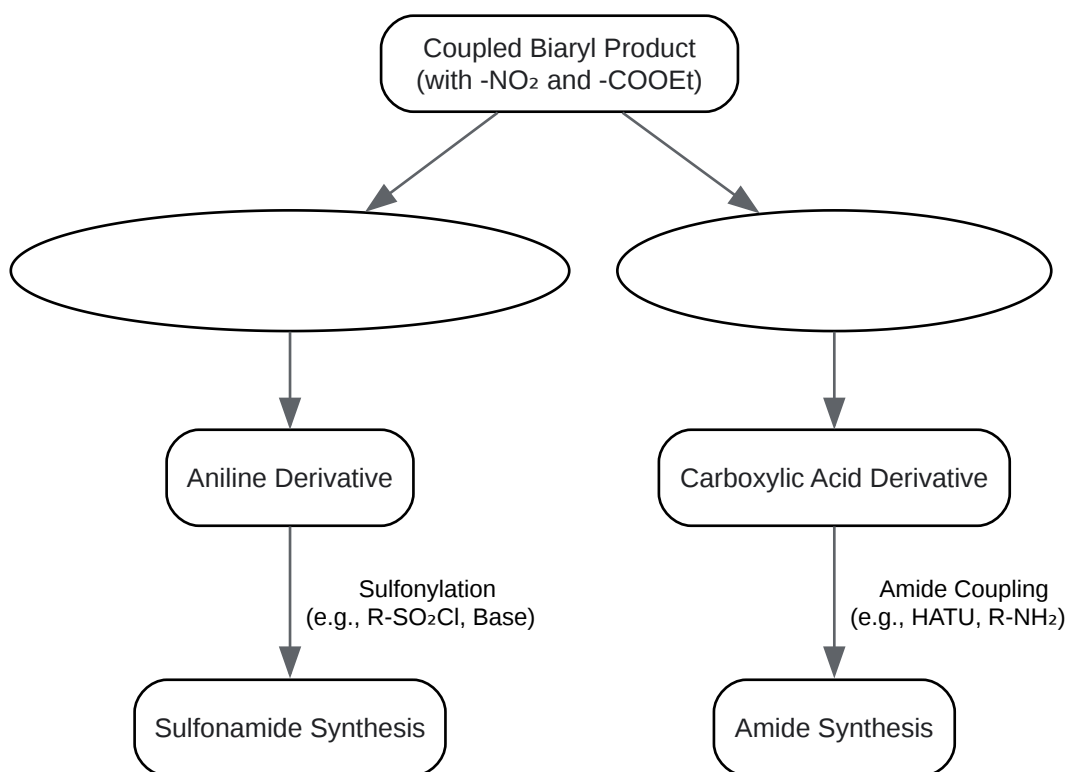 Coupled Biaryl Product
(with -NO₂ and -COOEt)
Aniline Derivative
Carboxylic Acid Derivative
Sulfonylation
(e.g., R-SO₂Cl, Base)
Amide Coupling
(e.g., HATU, R-NH₂)
Sulfonamide Synthesis
Amide Synthesis